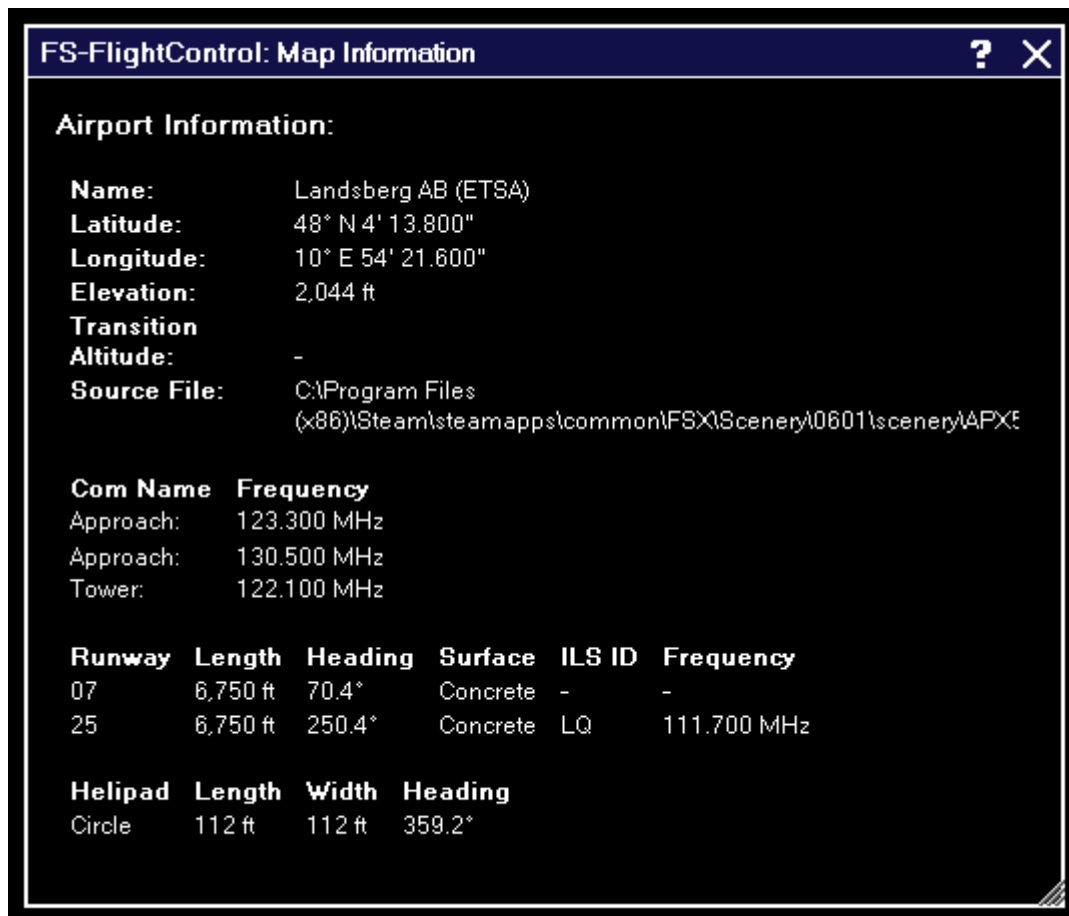 FS-FlightControl: Map Information ? X
Airport Information:
Name: Landsberg AB (ETSA)
Latitude: 48° N 4' 13.800"
Longitude: 10° E 54' 21.600"
Elevation: 2,044 ft
Transition
Altitude: -
Source File: C:\Program Files
(x86)\Steam\steamapps\common\FSX\Scenery\0601\scenery\APX
Com Name Frequency
Approach: 123.300 MHz
Approach: 130.500 MHz
Tower: 122.100 MHz
Runway Length Heading Surface ILS ID Frequency
07 6,750 ft 70.4° Concrete - -
25 6,750 ft 250.4° Concrete LQ 111.700 MHz
Helipad Length Width Heading
Circle 112 ft 112 ft 359.2°